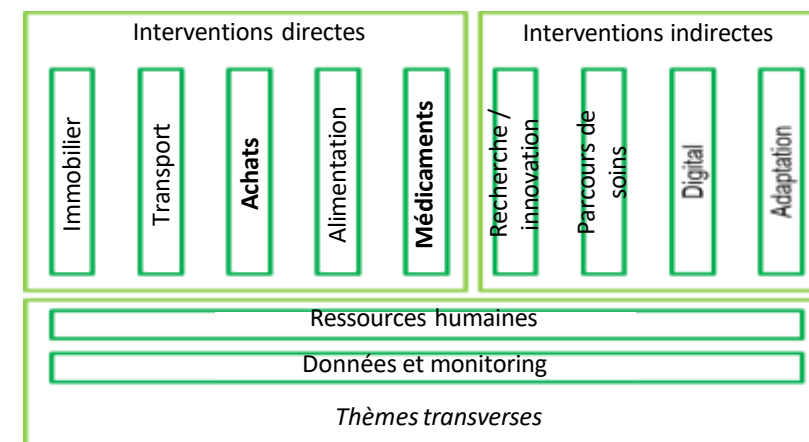 Interventions directes
Immobilier
Transport
Achats
Alimentation
Médicaments
Interventions indirectes
Recherche /
innovation
Parcours de
soins
Digital
Adaptation
Ressources humaines
Données et monitoring
Thèmes transverses